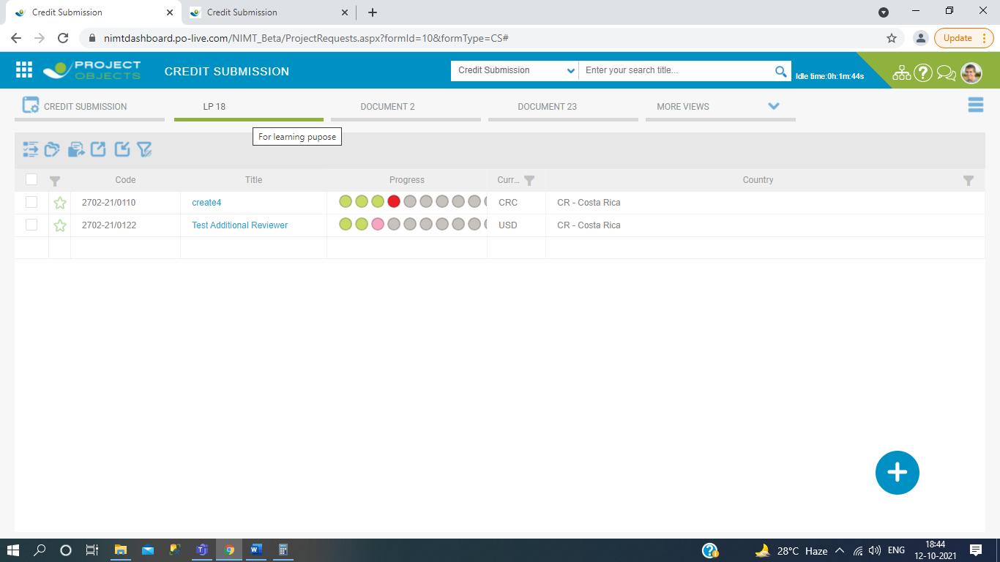 Credit Submission
Credit Submission
nimtdashboard.po-live.com/NIMT_Beta/ProjectRequests.aspx?formId=10&formType=CS#
Update
PROJECT
OBJECTS
CREDIT SUBMISSION
Credit Submission
Enter your search title...
Idle time:0h:1m:44s
CREDIT SUBMISSION
LP 18
DOCUMENT 2
DOCUMENT 23
MORE VIEWS
For learning pupose
Code Title Progress Curr... Country
2702-21/0110 create4 CRC CR - Costa Rica
2702-21/0122 Test Additional Reviewer USD CR - Costa Rica
28°C Haze
ENG
18:44
12-10-2021